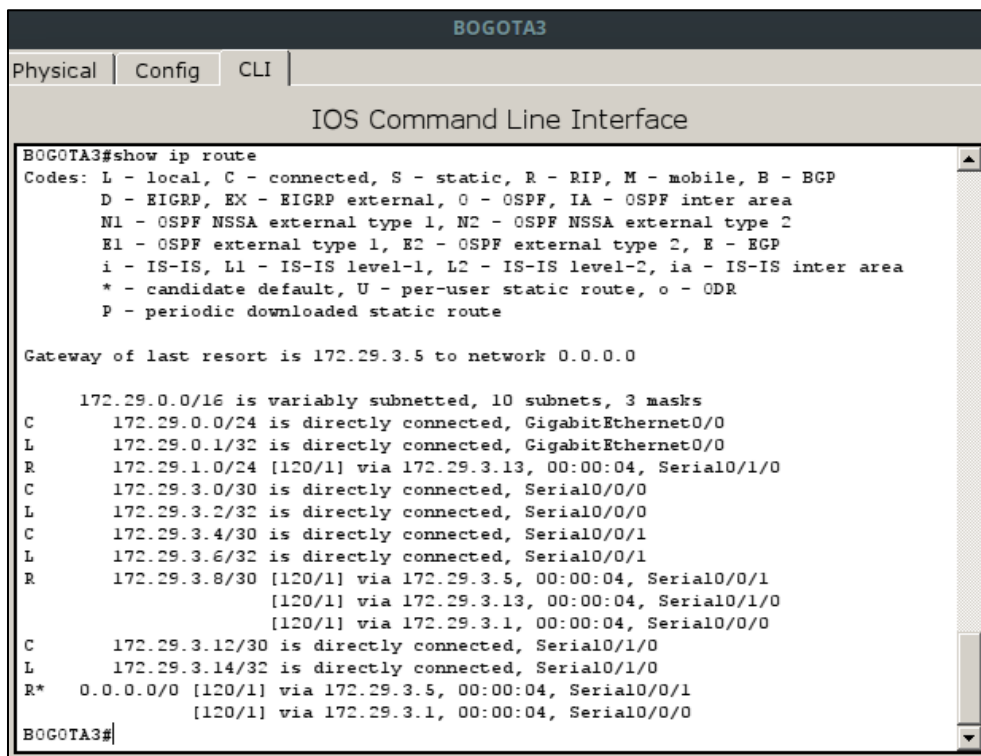 BOGOTA3
Physical Config CLI
IOS Command Line Interface
BOGOTA3#show ip route
Codes: L - local, C - connected, S - static, R - RIP, M - mobile, B - BGP
D - EIGRP, EX - EIGRP external, O - OSPF, IA - OSPF inter area
N1 - OSPF NSSA external type 1, N2 - OSPF NSSA external type 2
E1 - OSPF external type 1, E2 - OSPF external type 2, E - EGP
i - IS-IS, L1 - IS-IS level-1, L2 - IS-IS level-2, ia - IS-IS inter area
* - candidate default, U - per-user static route, o - ODR
P - periodic downloaded static route
Gateway of last resort is 172.29.3.5 to network 0.0.0.0
172.29.0.0/16 is variably subnetted, 10 subnets, 3 masks
C 172.29.0.0/24 is directly connected, GigabitEthernet0/0
L 172.29.0.1/32 is directly connected, GigabitEthernet0/0
R 172.29.1.0/24 [120/1] via 172.29.3.13, 00:00:04, Serial0/1/0
C 172.29.3.0/30 is directly connected, Serial0/0/0
L 172.29.3.2/32 is directly connected, Serial0/0/0
C 172.29.3.4/30 is directly connected, Serial0/0/1
L 172.29.3.6/32 is directly connected, Serial0/0/1
R 172.29.3.8/30 [120/1] via 172.29.3.5, 00:00:04, Serial0/0/1
[120/1] via 172.29.3.13, 00:00:04, Serial0/1/0
[120/1] via 172.29.3.1, 00:00:04, Serial0/0/0
C 172.29.3.12/30 is directly connected, Serial0/1/0
L 172.29.3.14/32 is directly connected, Serial0/1/0
R* 0.0.0.0/0 [120/1] via 172.29.3.5, 00:00:04, Serial0/0/1
[120/1] via 172.29.3.1, 00:00:04, Serial0/0/0
BOGOTA3#